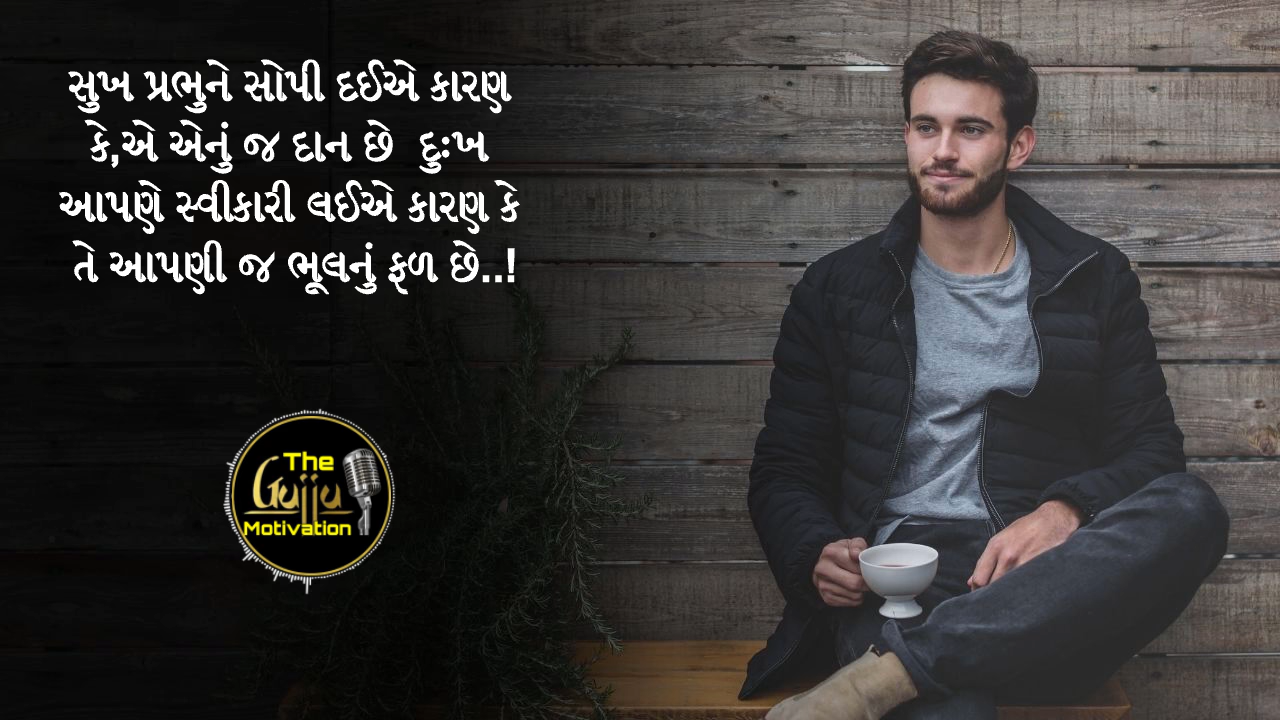 સુખ પ્રભુને સોપી દઈએ કારણ
કે,એ એનું જ દાન છે  દુઃખ
આપણે સ્વીકારી લઈએ કારણ કે
તે આપણી જ ભૂલનું ફળ છે..!
The
Gujju
Motivation